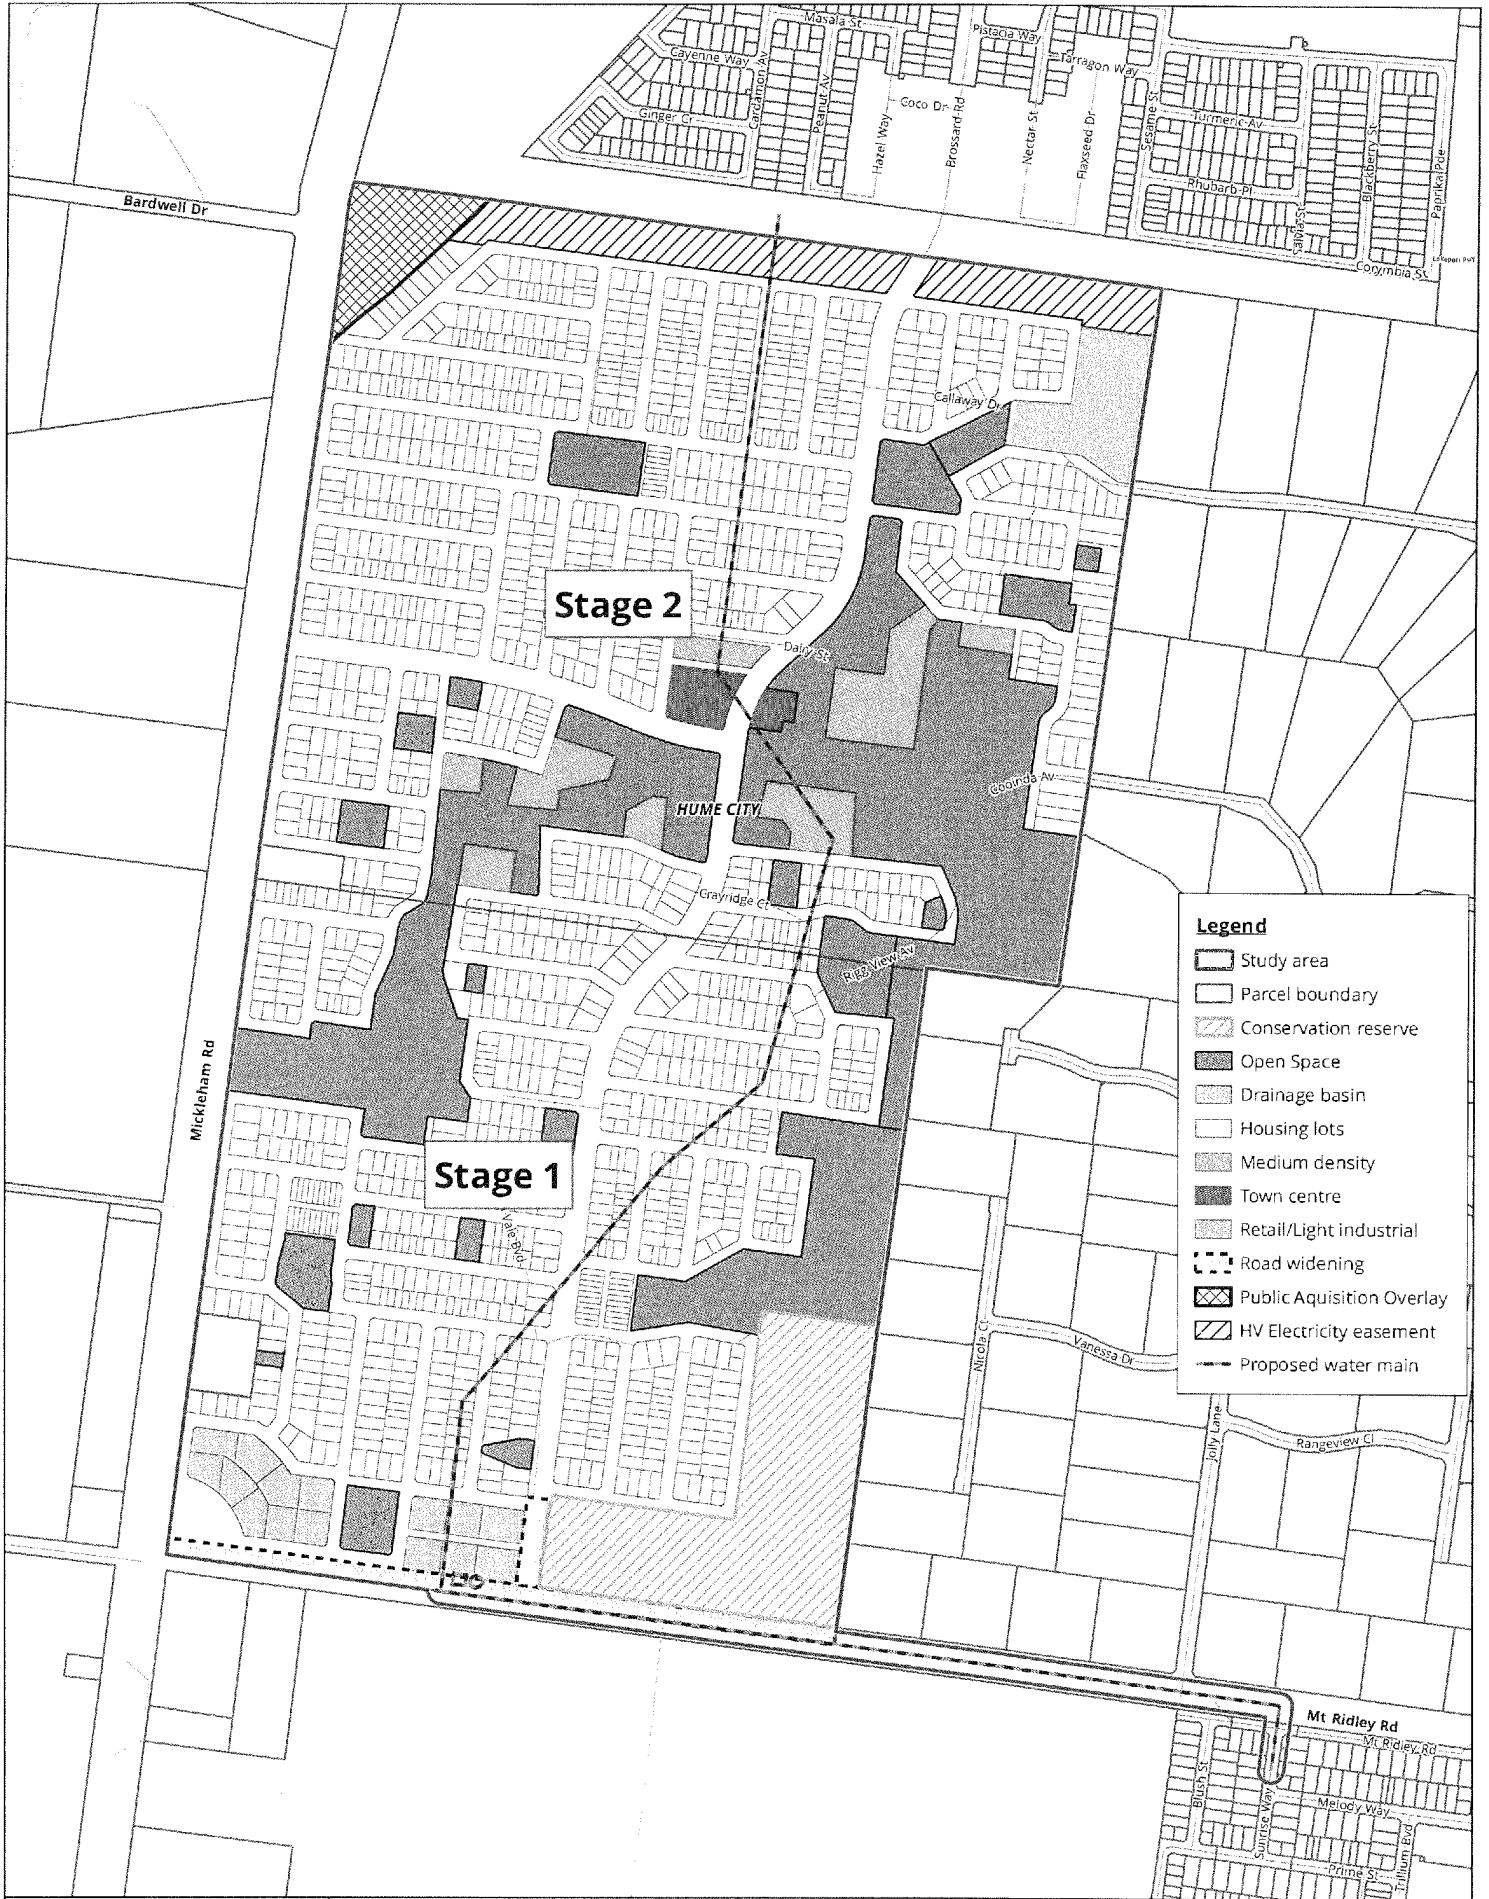 Masala St
Pistacia Way
Cayenne Way
Tarragon Way
Cardamon Av
Peanut Av
Coco Dr
Ginger Cr
Hazel Way
Brossard Rd
Nectar St
Flaxseed Dr
Sesame St
Turmeric Av
Blackberry St
Paprika Pde
Rhubarb Pl
Salvia St
Corymbia St
Bardwell Dr
Callaway Dr
Stage 2
Dairy St
HUME CITY
Cooinda Av
Grayridge Ct
Rigg View Av
Mickleham Rd
Stage 1
Vale Blvd
Legend
Study area
Parcel boundary
Conservation reserve
Open Space
Drainage basin
Housing lots
Medium density
Town centre
Retail/Light industrial
Road widening
Public Aquisition Overlay
HV Electricity easement
Proposed water main
Nicola Ct
Vanessa Dr
Jolly Lane
Rangeview Cl
Mt Ridley Rd
Mt Ridley Rd
Blush St
Sunrise Way
Melody Way
Trillium Bvd
Prime St